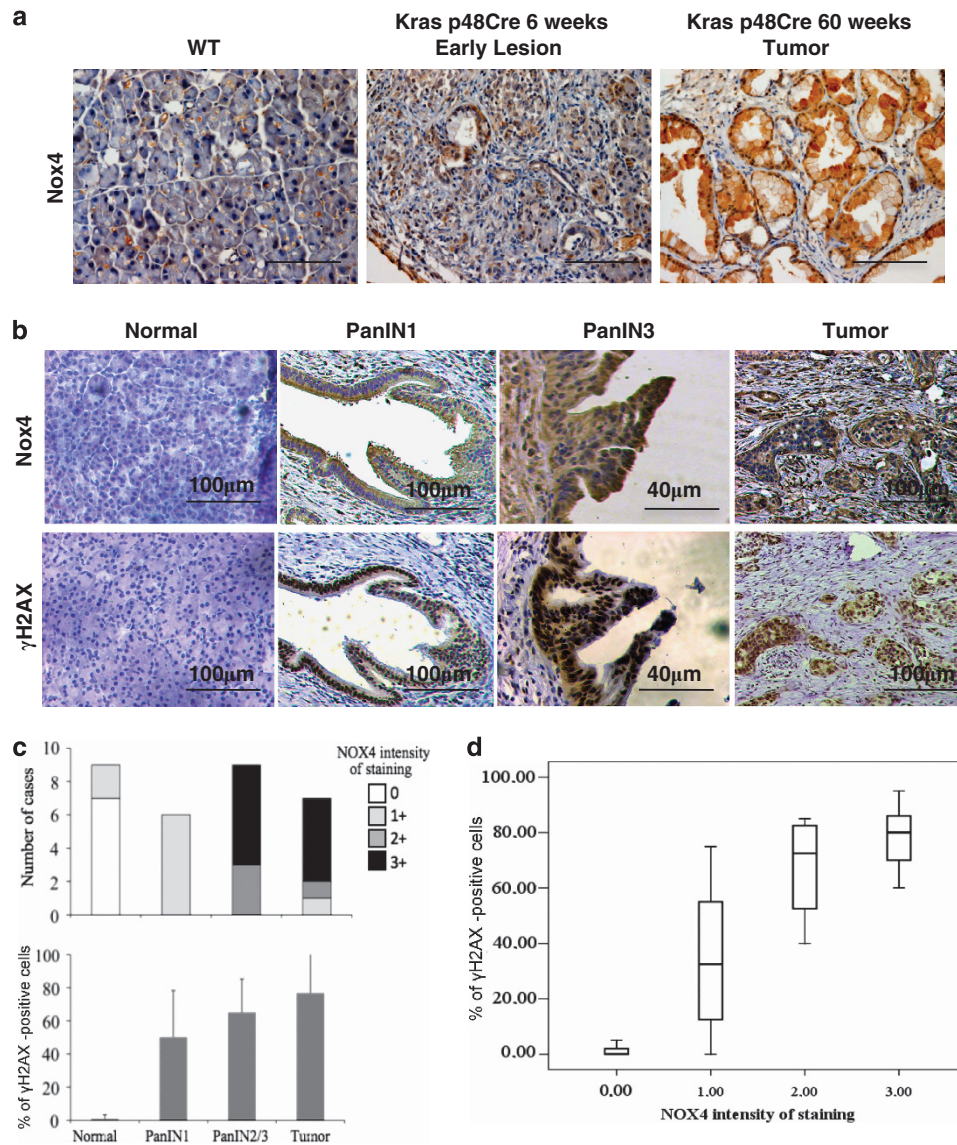 a
WT
Kras p48Cre 6 weeks
Early Lesion
Kras p48Cre 60 weeks
Tumor
Nox4
b
Normal
PanIN1
PanIN3
Tumor
Nox4
100μm
100μm
40μm
100μm
γH2AX
100μm
100μm
40μm
100μm
c
NOX4 intensity
of staining
0
1+
2+
3+
Number of cases
10
8
6
4
2
0
% of γH2AX -positive cells
100
80
60
40
20
0
Normal
PanIN1
PanIN2/3
Tumor
d
% of γH2AX -positive cells
100.00
80.00
60.00
40.00
20.00
0.00
0.00
1.00
2.00
3.00
NOX4 intensity of staining